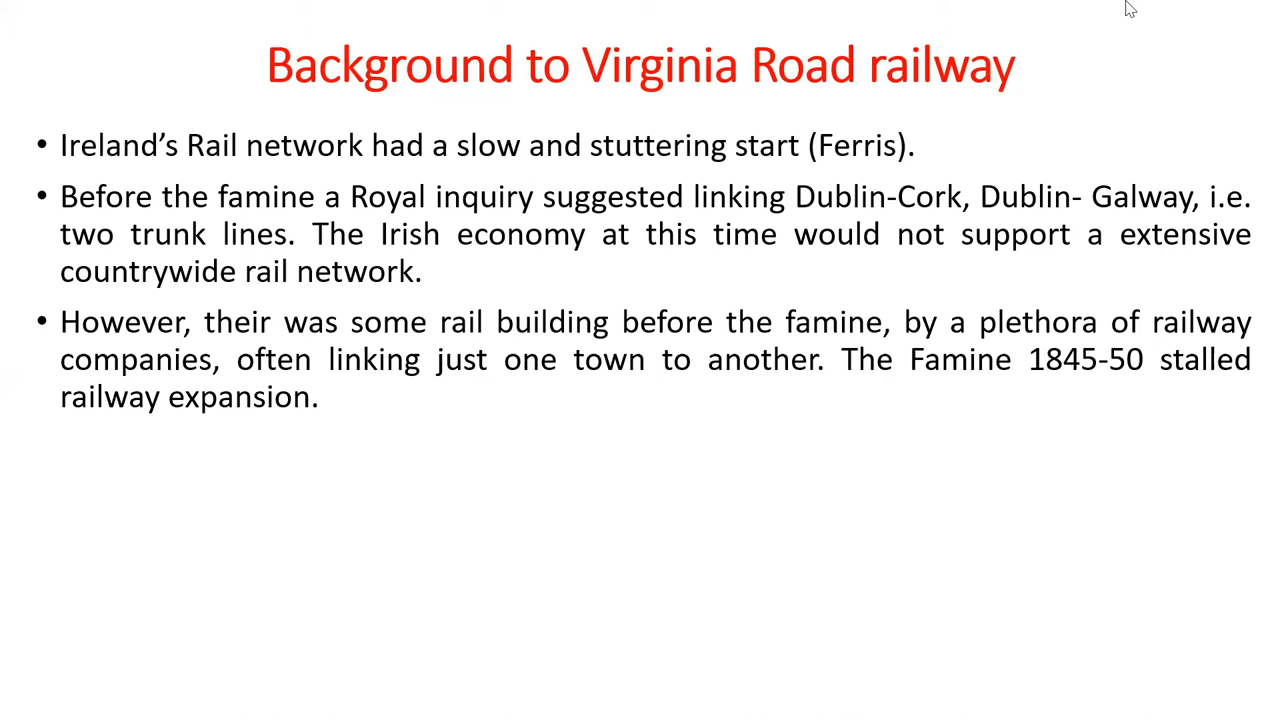 Background to Virginia Road railway
• Ireland's Rail network had a slow and stuttering start (Ferris).
• Before the famine a Royal inquiry suggested linking Dublin-Cork, Dublin- Galway, i.e.
two trunk lines. The Irish economy at this time would not support a extensive
countrywide rail network.
• However, their was some rail building before the famine, by a plethora of railway
companies, often linking just one town to another. The Famine 1845-50 stalled
railway expansion.